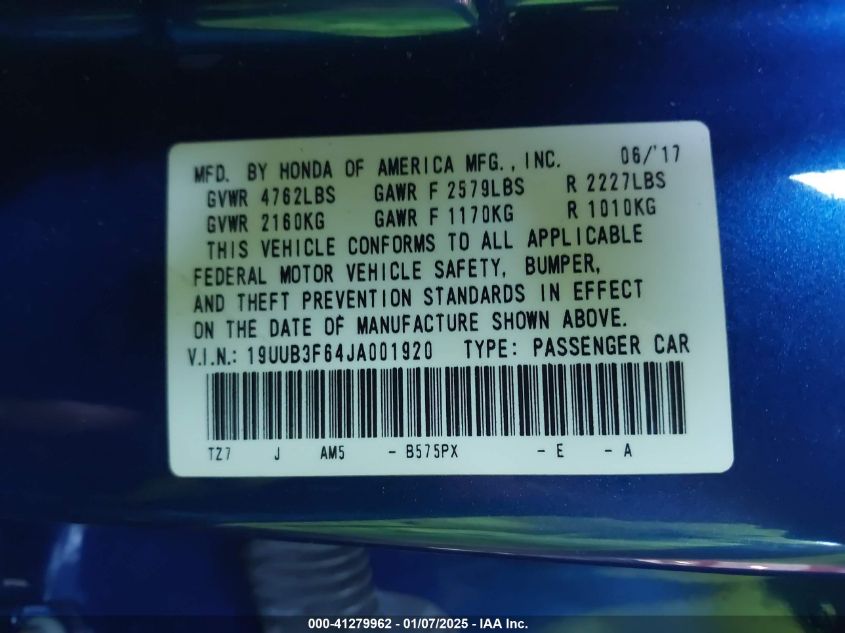 MFD. BY HONDA OF AMERICA MFG., INC. 06/'17
GVWR 4762LBS GAWR F 2579LBS R 2227LBS
GVWR 2160KG GAWR F 1170KG R 1010KG
THIS VEHICLE CONFORMS TO ALL APPLICABLE
FEDERAL MOTOR VEHICLE SAFETY, BUMPER,
AND THEFT PREVENTION STANDARDS IN EFFECT
ON THE DATE OF MANUFACTURE SHOWN ABOVE.
V.I.N.: 19UUB3F64JA001920 TYPE: PASSENGER CAR
TZ7 J AM5 - B575PX - E - A
000-41279962 — 01/07/2025 — IAA Inc.